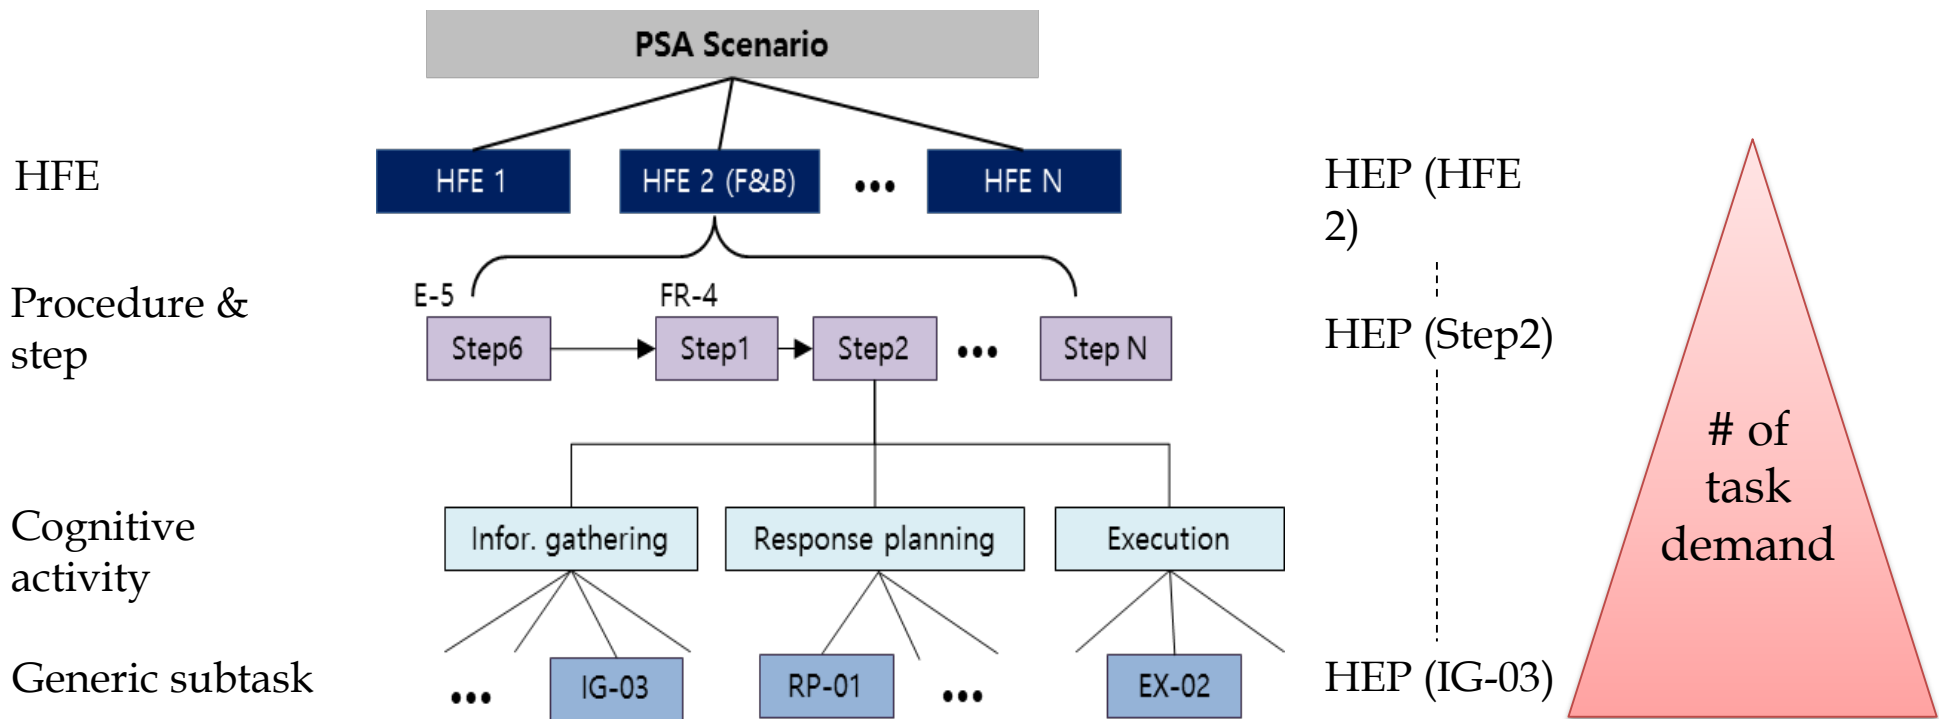 PSA Scenario
HFE
HFE 1
HFE 2 (F&B)
•••
HFE N
HEP (HFE
2)
Procedure &
step
E-5
FR-4
Step6
Step1
Step2
•••
Step N
HEP (Step2)
# of
task
demand
Cognitive
activity
Infor. gathering
Response planning
Execution
Generic subtask
•••
IG-03
RP-01
•••
EX-02
HEP (IG-03)